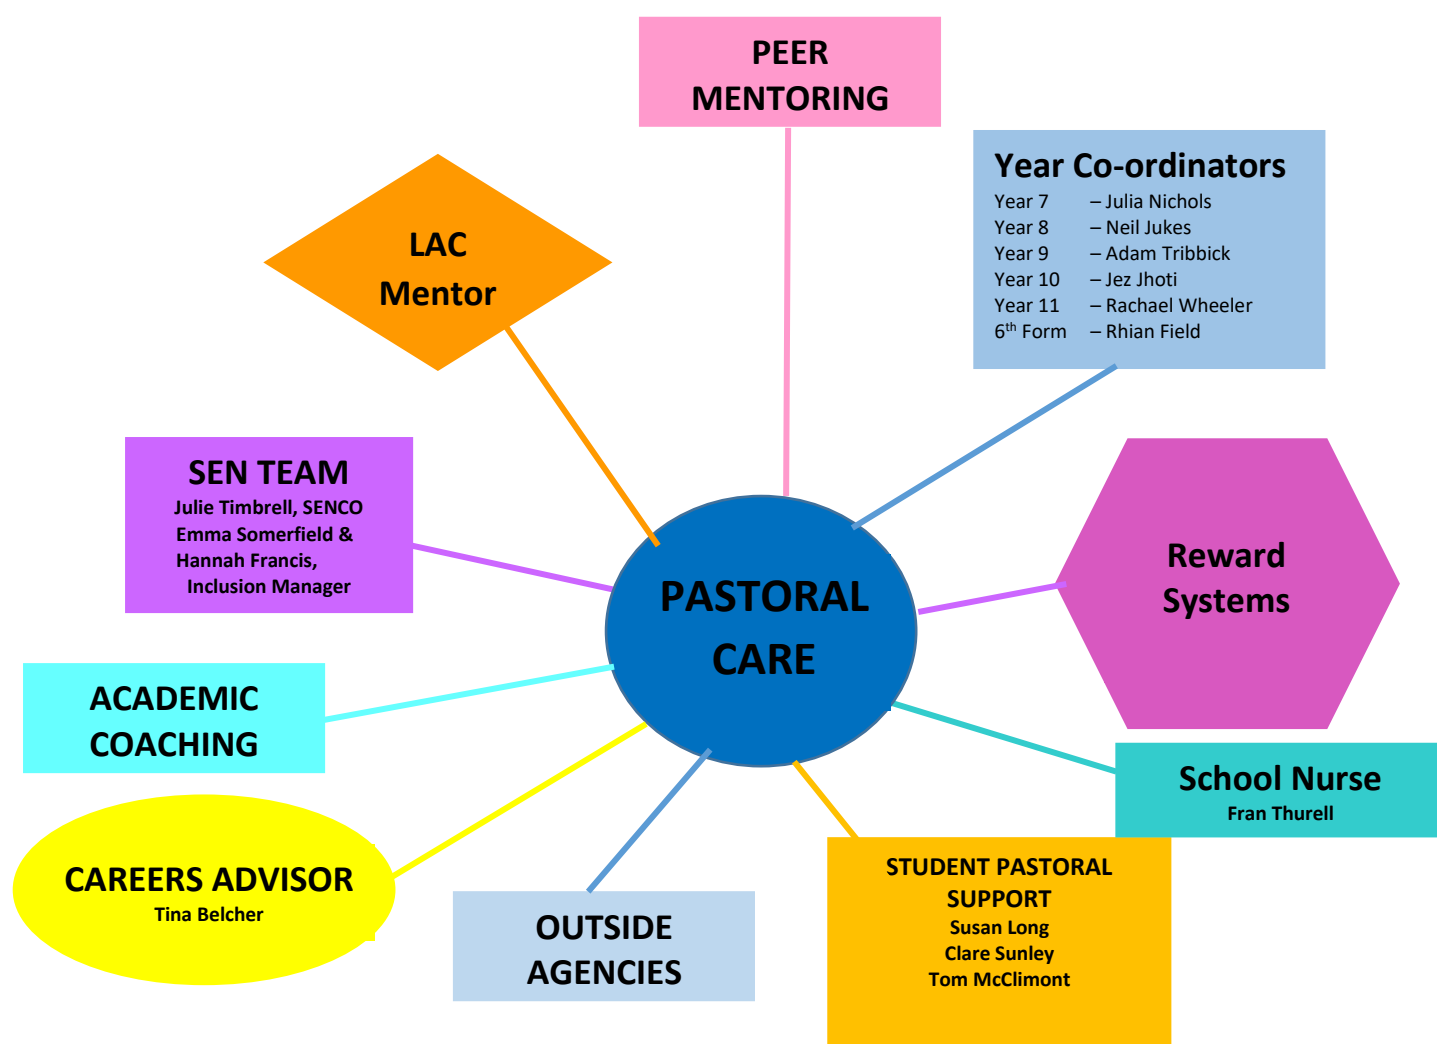 PEER
MENTORING
Year Co-ordinators
Year 7 – Julia Nichols
Year 8 – Neil Jukes
Year 9 – Adam Tribbick
Year 10 – Jez Jhoti
Year 11 – Rachael Wheeler
6th Form – Rhian Field
LAC
Mentor
SEN TEAM
Julie Timbrell, SENCO
Emma Somerfield &
Hannah Francis,
Inclusion Manager
Reward
Systems
PASTORAL
CARE
ACADEMIC
COACHING
School Nurse
Fran Thurell
CAREERS ADVISOR
Tina Belcher
OUTSIDE
AGENCIES
STUDENT PASTORAL
SUPPORT
Susan Long
Clare Sunley
Tom McClimont